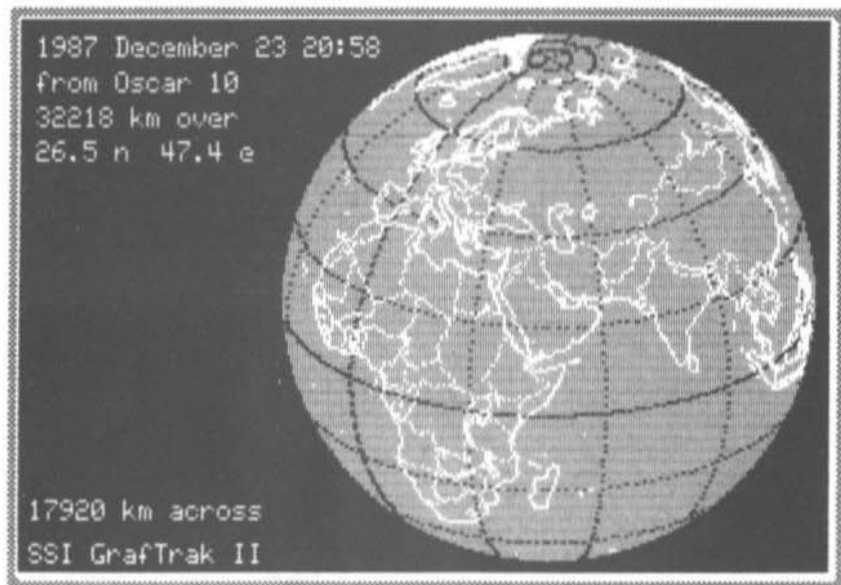 1987 December 23 20:58
from Oscar 10
32218 km over
26.5 n 47.4 e
17920 km across
SSI GrafTrak II